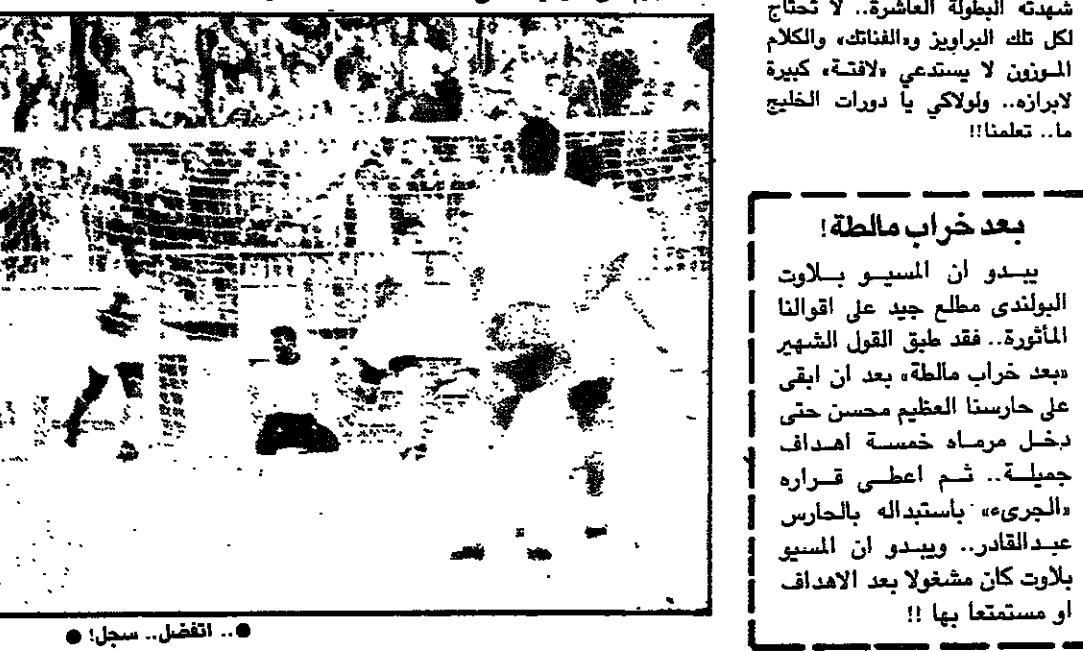 شهدته البطولة العاشرة.. لا تحتاج
لكل تلك البراويز و«الفناتك» والكلام
الموزون لا يستدعي «لافتة» كبيرة
لابرازه.. ولولاكي يا دورات الخليج
ما.. تعلمنا!!
بعد خراب مالطة!
يبدو ان المسيو بلاوت
البولندى مطلع جيد على اقوالنا
المأثورة.. فقد طبق القول الشهير
«بعد خراب مالطة» بعد ان ابقى
على حارسنا العظيم محسن حتى
دخل مرماه خمسة اهداف
جميلة.. ثم اعطى قراره
«الجرىء» باستبداله بالحارس
عبدالقادر.. ويبدو ان المسيو
بلاوت كان مشغولا بعد الاهداف
او مستمتعا بها !!
●.. اتفضل.. سجل! ●